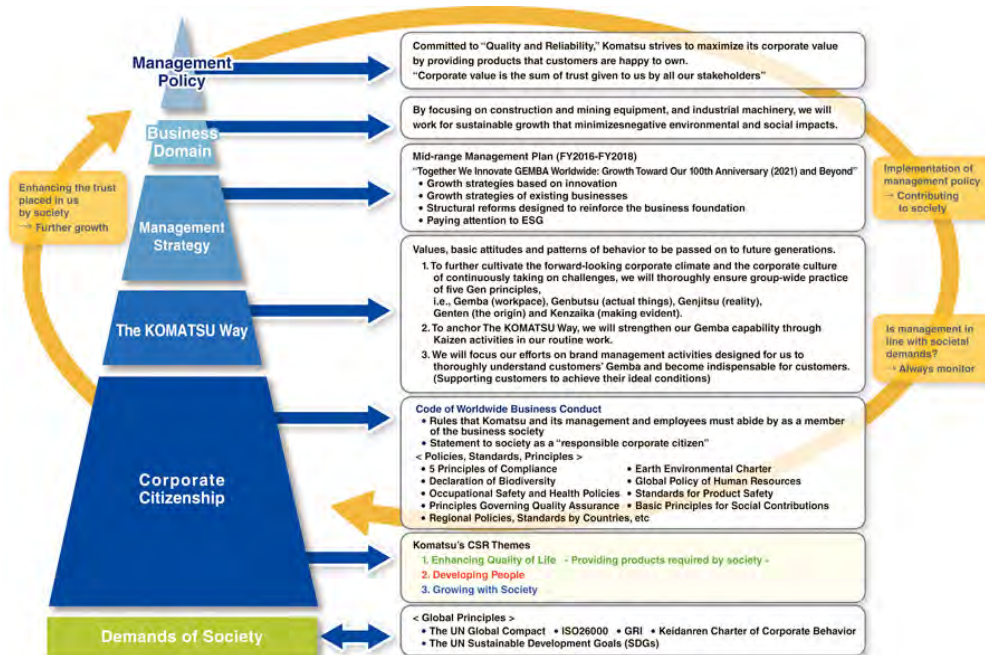 Management
Policy
Committed to “Quality and Reliability,” Komatsu strives to maximize its corporate value
by providing products that customers are happy to own.
“Corporate value is the sum of trust given to us by all our stakeholders”
Business
Domain
By focusing on construction and mining equipment, and industrial machinery, we will
work for sustainable growth that minimizesnegative environmental and social impacts.
Enhancing the trust
placed in us
by society
→ Further growth
Management
Strategy
Mid-range Management Plan (FY2016-FY2018)
“Together We Innovate GEMBA Worldwide: Growth Toward Our 100th Anniversary (2021) and Beyond”
• Growth strategies based on innovation
• Growth strategies of existing businesses
• Structural reforms designed to reinforce the business foundation
• Paying attention to ESG
Implementation of
management policy
→ Contributing
to society
The KOMATSU Way
Values, basic attitudes and patterns of behavior to be passed on to future generations.
1. To further cultivate the forward-looking corporate climate and the corporate culture
of continuously taking on challenges, we will thoroughly ensure group-wide practice
of five Gen principles,
i.e., Gemba (workpace), Genbutsu (actual things), Genjitsu (reality),
Genten (the origin) and Kenzaika (making evident).
2. To anchor The KOMATSU Way, we will strengthen our Gemba capability through
Kaizen activities in our routine work.
3. We will focus our efforts on brand management activities designed for us to
thoroughly understand customers’ Gemba and become indispensable for customers.
(Supporting customers to achieve their ideal conditions)
Is management in
line with societal
demands?
→ Always monitor
Corporate
Citizenship
Code of Worldwide Business Conduct
• Rules that Komatsu and its management and employees must abide by as a member
of the business society
• Statement to society as a “responsible corporate citizen”
< Policies, Standards, Principles >
• 5 Principles of Compliance • Earth Environmental Charter
• Declaration of Biodiversity • Global Policy of Human Resources
• Occupational Safety and Health Policies • Standards for Product Safety
• Principles Governing Quality Assurance • Basic Principles for Social Contributions
• Regional Policies, Standards by Countries, etc
Komatsu’s CSR Themes
1. Enhancing Quality of Life - Providing products required by society -
2. Developing People
3. Growing with Society
Demands of Society
< Global Principles >
• The UN Global Compact • ISO26000 • GRI • Keidanren Charter of Corporate Behavior
• The UN Sustainable Development Goals (SDGs)